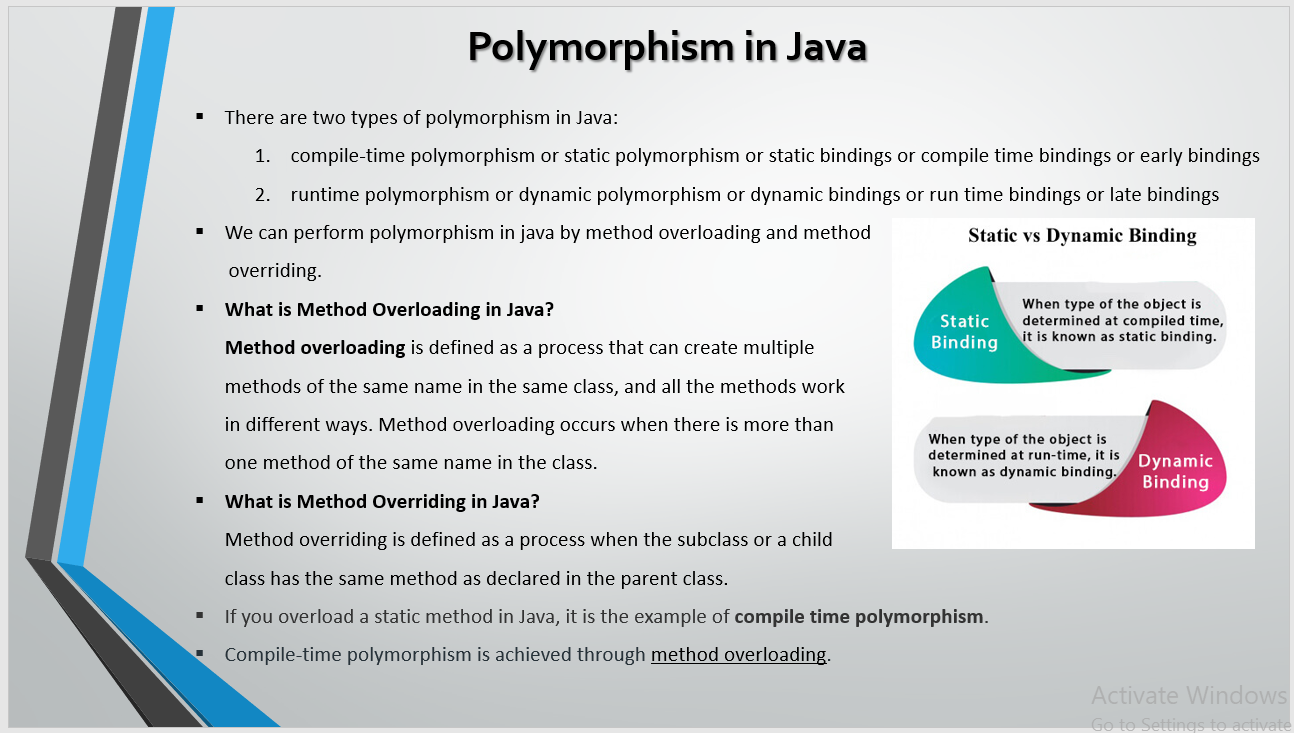 Polymorphism in Java
▪ There are two types of polymorphism in Java:
1. compile-time polymorphism or static polymorphism or static bindings or compile time bindings or early bindings
2. runtime polymorphism or dynamic polymorphism or dynamic bindings or run time bindings or late bindings
▪ We can perform polymorphism in java by method overloading and method
overriding.
▪ What is Method Overloading in Java?
Method overloading is defined as a process that can create multiple
methods of the same name in the same class, and all the methods work
in different ways. Method overloading occurs when there is more than
one method of the same name in the class.
▪ What is Method Overriding in Java?
Method overriding is defined as a process when the subclass or a child
class has the same method as declared in the parent class.
▪ If you overload a static method in Java, it is the example of compile time polymorphism.
▪ Compile-time polymorphism is achieved through method overloading.
Static vs Dynamic Binding
Static
Binding
When type of the object is
determined at compiled time,
it is known as static binding.
When type of the object is
determined at run-time, it is
known as dynamic binding.
Dynamic
Binding
Activate Windows
Go to Settings to activate